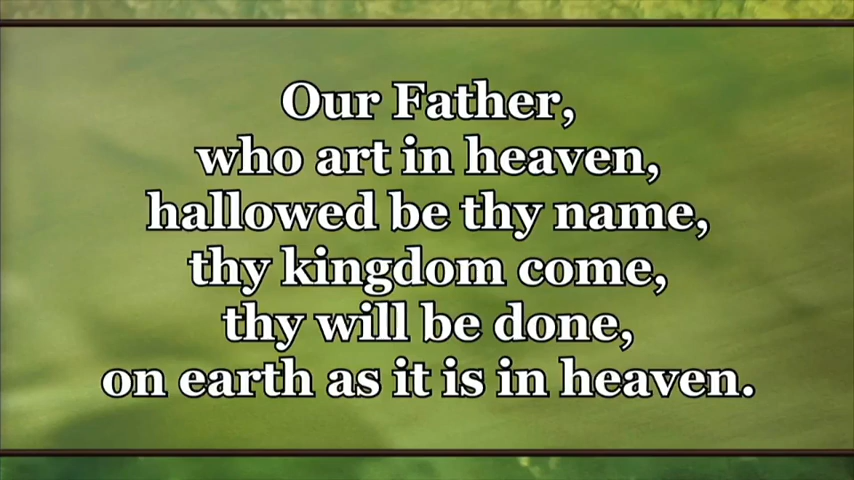 Our Father,
who art in heaven,
hallowed be thy name,
thy kingdom come,
thy will be done,
on earth as it is in heaven.